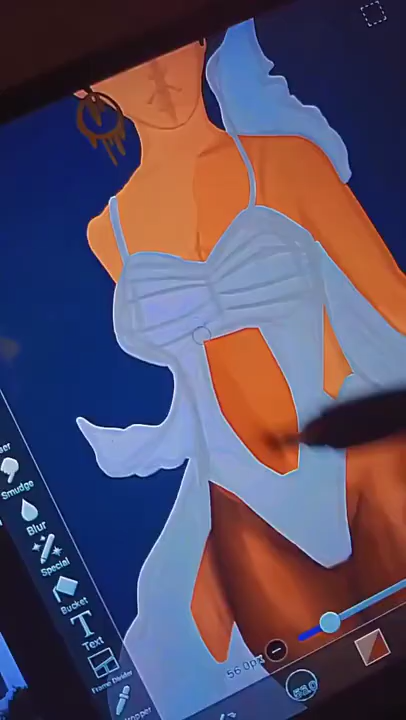 Smudge
Blur
Special
Bucket
Text
Frame Divider
56.0px